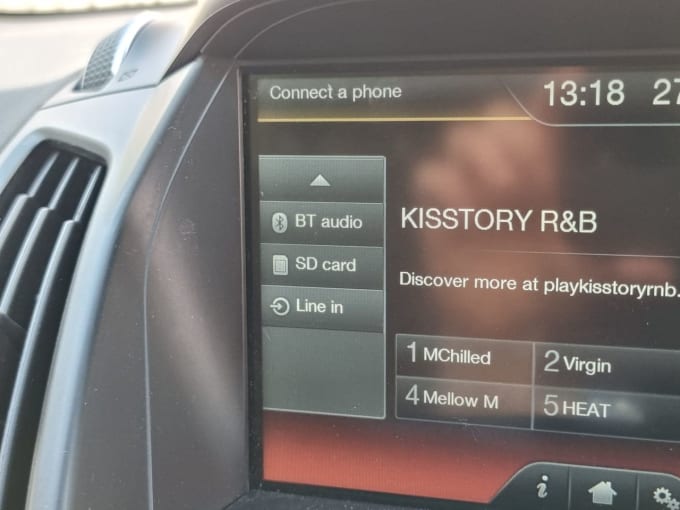 Connect a phone 13:18 27
BT audio
KISSTORY R&B
SD card
Discover more at playkisstoryrnb.
Line in
1 MChilled 2 Virgin
4 Mellow M 5 HEAT
i